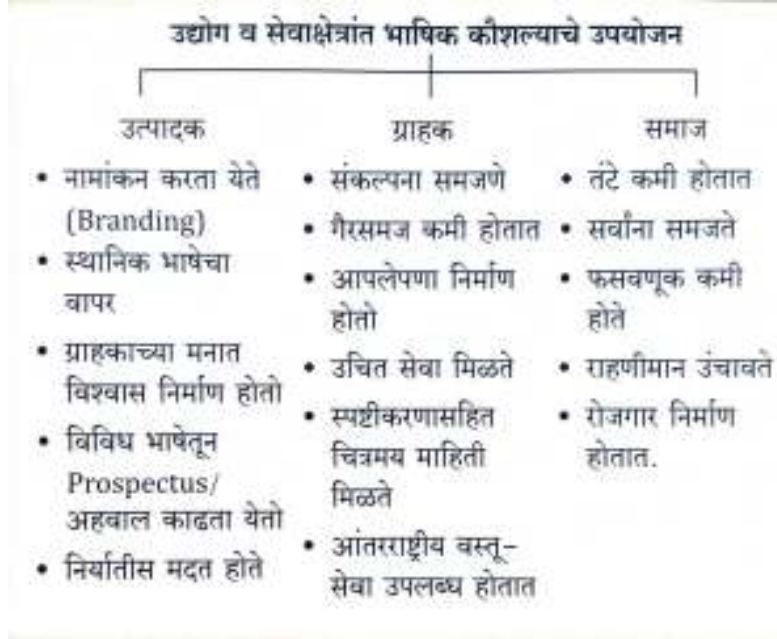 उद्योग व सेवाक्षेत्रांत भाषिक कौशल्याचे उपयोजन
उत्पादक
• नामांकन करता येते
(Branding)
• स्थानिक भाषेचा
वापर
• ग्राहकाच्या मनात
विश्वास निर्माण होतो
• विविध भाषेतून
Prospectus/
अहवाल काढता येतो
• निर्यातीस मदत होते
ग्राहक
• संकल्पना समजणे
• गैरसमज कमी होतात
• आपलेपणा निर्माण
होतो
• उचित सेवा मिळते
• स्पष्टीकरणासहित
चित्रमय माहिती
मिळते
• आंतरराष्ट्रीय वस्तू-
सेवा उपलब्ध होतात
समाज
• तंटे कमी होतात
• सर्वांना समजते
• फसवणूक कमी
होते
• राहणीमान उंचावते
• रोजगार निर्माण
होतात.